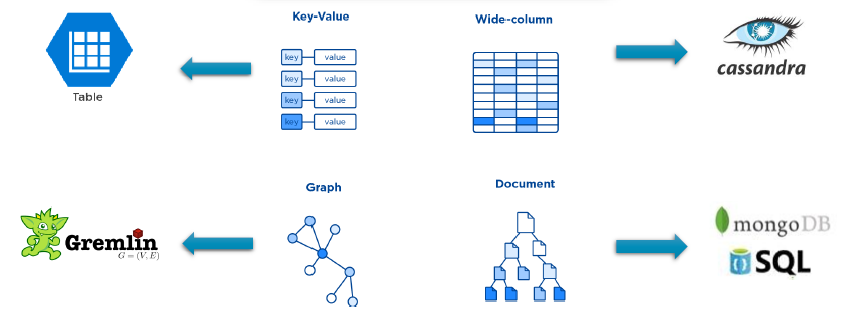 Key-Value
Wide-column
key value
key value
key value
key value
Table
cassandra
Graph
Document
Gremlin
G = (V, E)
mongoDB
SQL